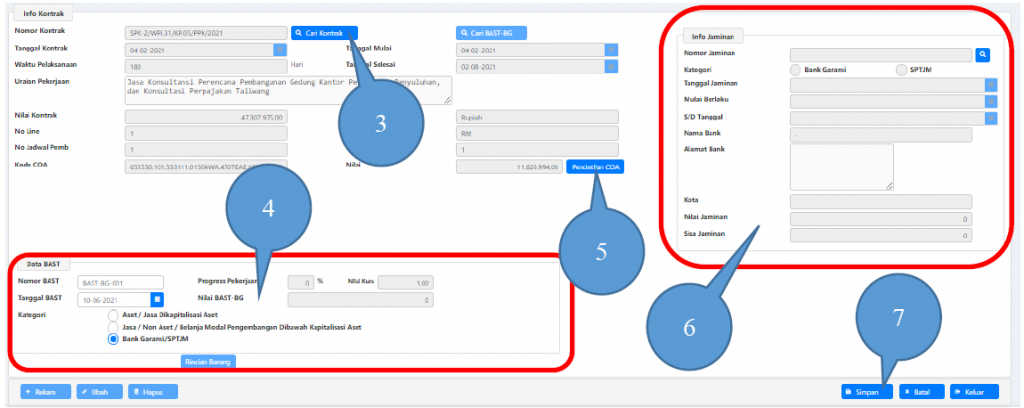 Info Kontrak
Nomor Kontrak SPK-2/WPJ.31/KP.05/PPK/2021 Cari Kontrak Cari BAST-BG
Tanggal Kontrak 04-02-2021 Tanggal Mulai 04-02-2021
Waktu Pelaksanaan 180 Hari Tanggal Selesai 02-08-2021
Uraian Pekerjaan Jasa Konsultansi Perencana Pembangunan Gedung Kantor Penyuluhan,
dan Konsultasi Perpajakan Taliwang
Nilai Kontrak 47.307.975,00 Rupiah
No Line 1 RM
No Jadwal Pemb 1 1
Kode COA Nilai 11.826.994,00 Pendetilan COA
3
4
5
Info Jaminan
Nomor Jaminan
Kategori Bank Garansi SPTJM
Tanggal Jaminan
Mulai Berlaku
S/D Tanggal
Nama Bank -
Alamat Bank
Kota
Nilai Jaminan 0
Sisa Jaminan 0
6
Data BAST
Nomor BAST BAST-BG-001 Progress Pekerjaan 0 % Nilai Kurs 1,00
Tanggal BAST 10-06-2021 Nilai BAST-BG 0
Kategori Aset / Jasa Dikapitalisasi Aset
Jasa / Non Aset / Belanja Modal Pengembangan Dibawah Kapitalisasi Aset
Bank Garansi/SPTJM
Rincian Barang
7
Rekam Ubah Hapus Simpan Batal Keluar